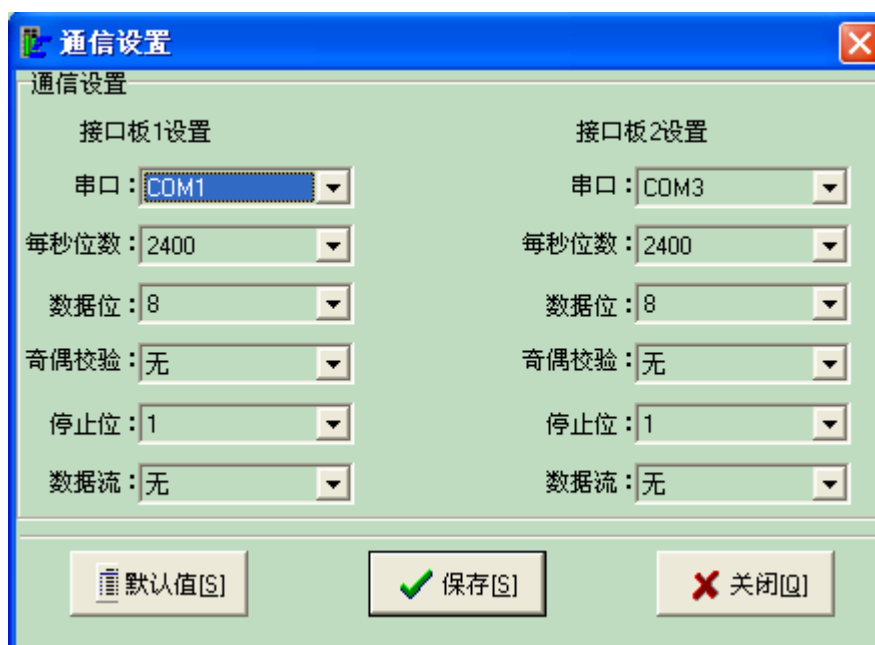 通信设置
通信设置
接口板1设置 接口板2设置
串口：COM1 串口：COM3
每秒位数：2400 每秒位数：2400
数据位：8 数据位：8
奇偶校验：无 奇偶校验：无
停止位：1 停止位：1
数据流：无 数据流：无
默认值[S] 保存[S] 关闭[Q]